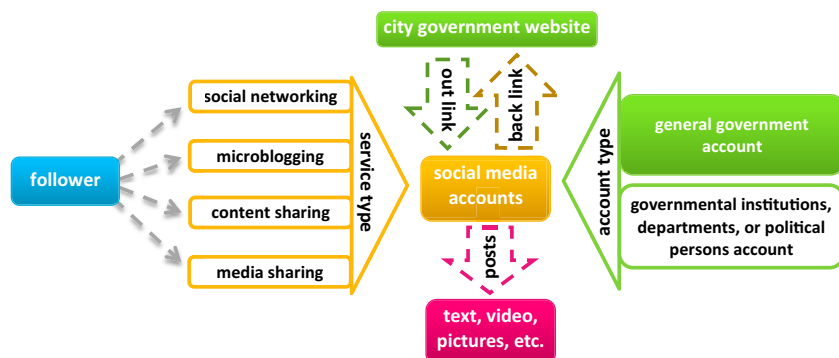 city government website
out link
back link
social networking
microblogging
content sharing
media sharing
follower
service type
social media
accounts
account type
general government
account
governmental institutions,
departments, or political
persons account
posts
text, video,
pictures, etc.